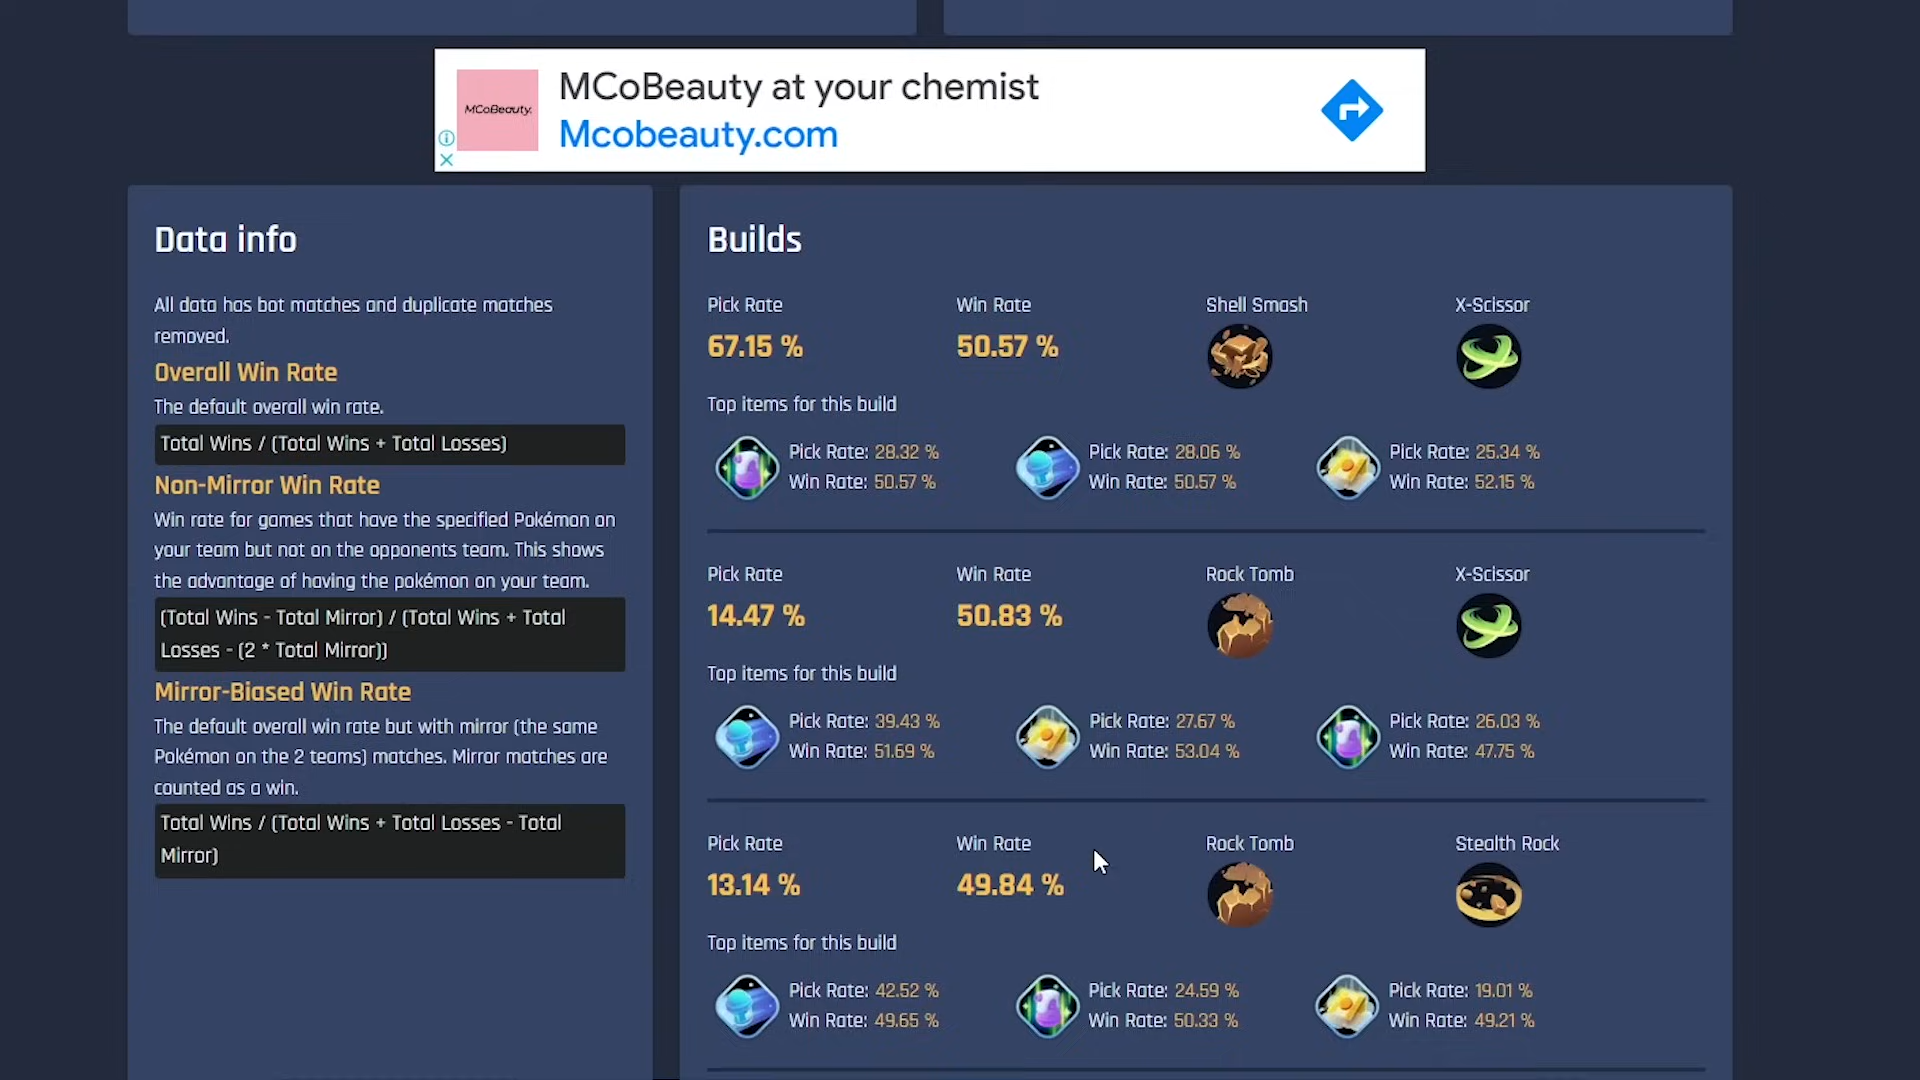 MCoBeauty.
MCoBeauty at your chemist
Mcobeauty.com
Data info
All data has bot matches and duplicate matches
removed.
Overall Win Rate
The default overall win rate.
Total Wins / (Total Wins + Total Losses)
Non-Mirror Win Rate
Win rate for games that have the specified Pokémon on
your team but not on the opponents team. This shows
the advantage of having the pokémon on your team.
(Total Wins - Total Mirror) / (Total Wins + Total
Losses - (2 * Total Mirror))
Mirror-Biased Win Rate
The default overall win rate but with mirror (the same
Pokémon on the 2 teams) matches. Mirror matches are
counted as a win.
Total Wins / (Total Wins + Total Losses - Total
Mirror)
Builds
Pick Rate Win Rate Shell Smash X-Scissor
67.15 % 50.57 %
Top items for this build
Pick Rate: 28.32 % Pick Rate: 28.06 % Pick Rate: 25.34 %
Win Rate: 50.57 % Win Rate: 50.57 % Win Rate: 52.15 %
Pick Rate Win Rate Rock Tomb X-Scissor
14.47 % 50.83 %
Top items for this build
Pick Rate: 39.43 % Pick Rate: 27.67 % Pick Rate: 26.03 %
Win Rate: 51.69 % Win Rate: 53.04 % Win Rate: 47.75 %
Pick Rate Win Rate Rock Tomb Stealth Rock
13.14 % 49.84 %
Top items for this build
Pick Rate: 42.52 % Pick Rate: 24.59 % Pick Rate: 19.01 %
Win Rate: 49.65 % Win Rate: 50.33 % Win Rate: 49.21 %